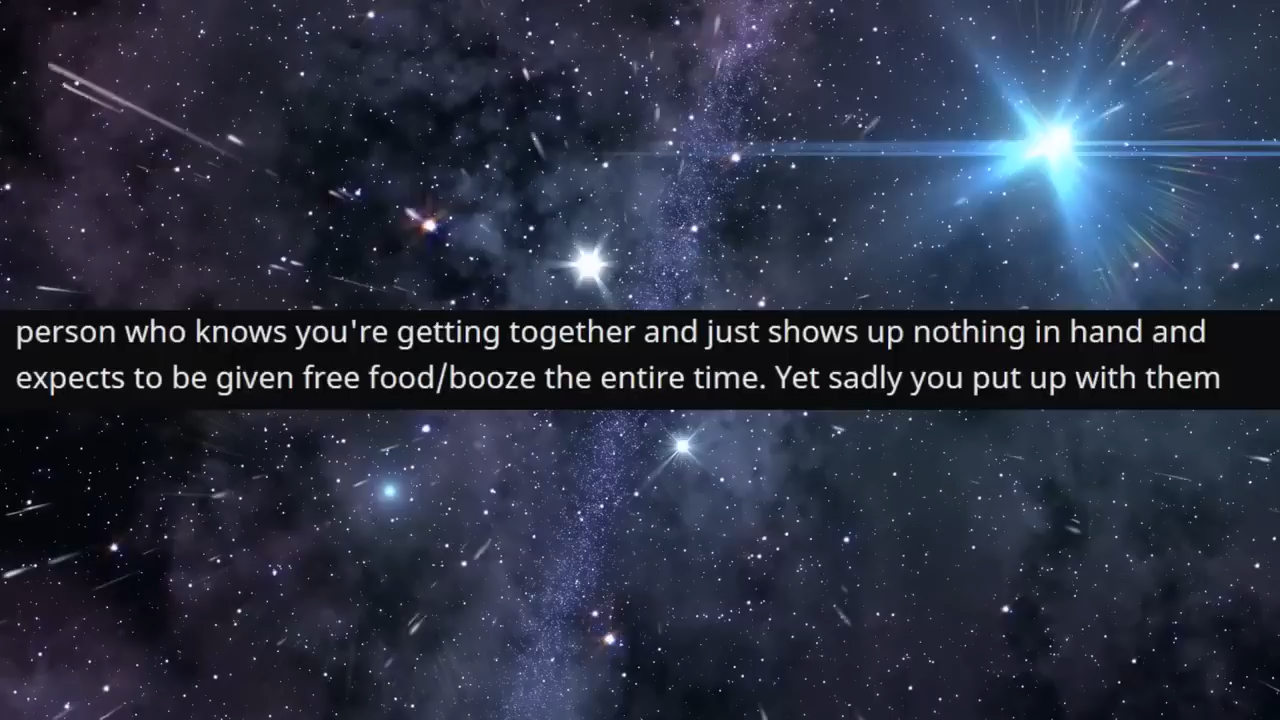 person who knows you're getting together and just shows up nothing in hand and
expects to be given free food/booze the entire time. Yet sadly you put up with them